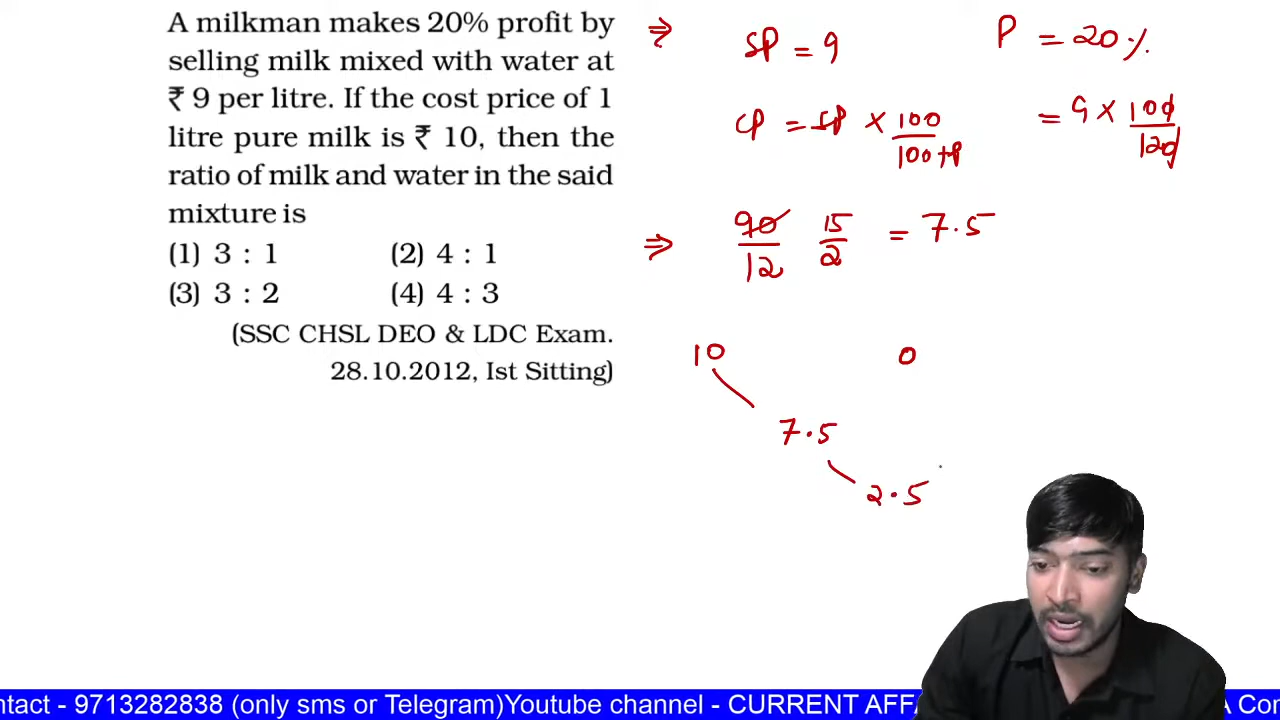 A milkman makes 20% profit by
selling milk mixed with water at
₹ 9 per litre. If the cost price of 1
litre pure milk is ₹ 10, then the
ratio of milk and water in the said
mixture is
(1) 3 : 1 (2) 4 : 1
(3) 3 : 2 (4) 4 : 3
(SSC CHSL DEO & LDC Exam.
28.10.2012, Ist Sitting)
⇒ SP = 9 P = 20%
CP = SP × 100/100+P = 9 × 100/120
⇒ 90/12 15/2 = 7.5
10 0
7.5
2.5
ontact - 9713282838 (only sms or Telegram)Youtube channel - CURRENT AFFA Con